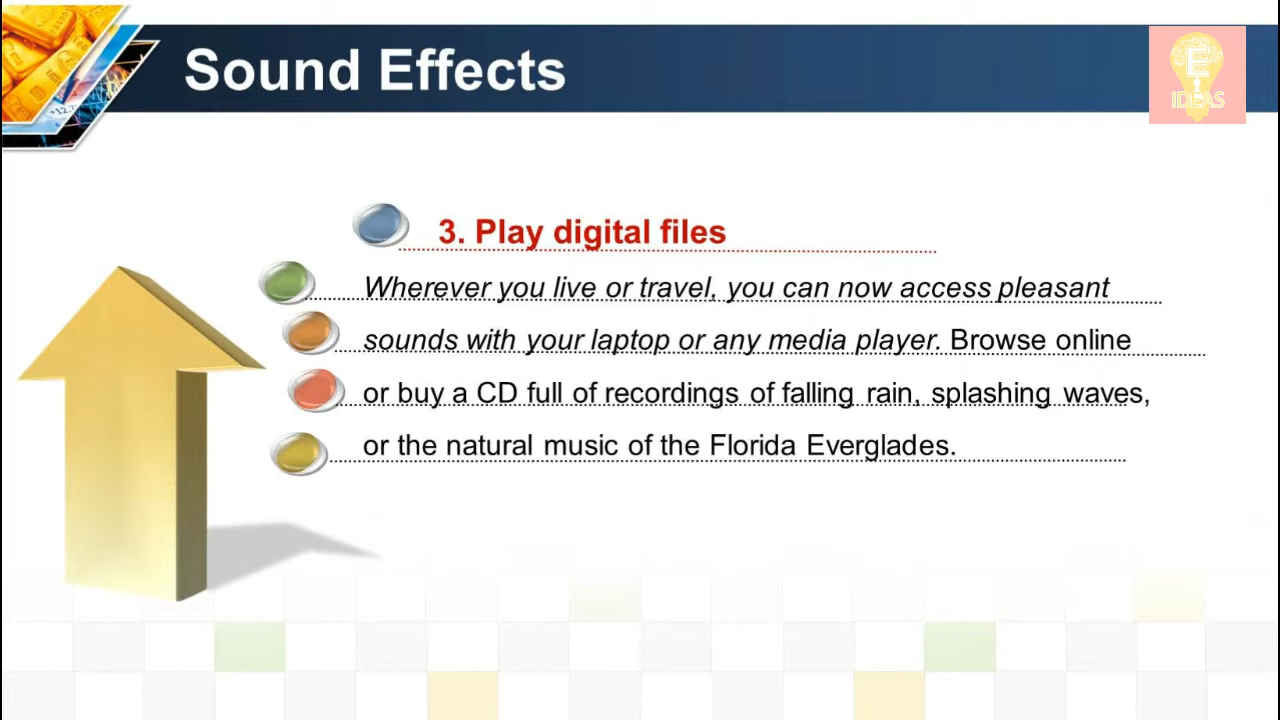 Sound Effects
E
IDEAS
3. Play digital files
Wherever you live or travel, you can now access pleasant
sounds with your laptop or any media player. Browse online
or buy a CD full of recordings of falling rain, splashing waves,
or the natural music of the Florida Everglades.